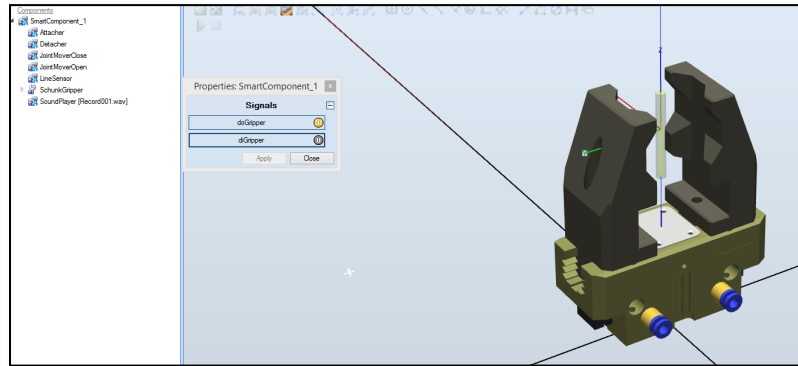 Components
SmartComponent_1
Attacher
Detacher
JointMoverClose
JointMoverOpen
LineSensor
SchunkGripper
SoundPlayer [Record001.wav]
Properties: SmartComponent_1
Signals
doGripper
diGripper
Apply
Close
z